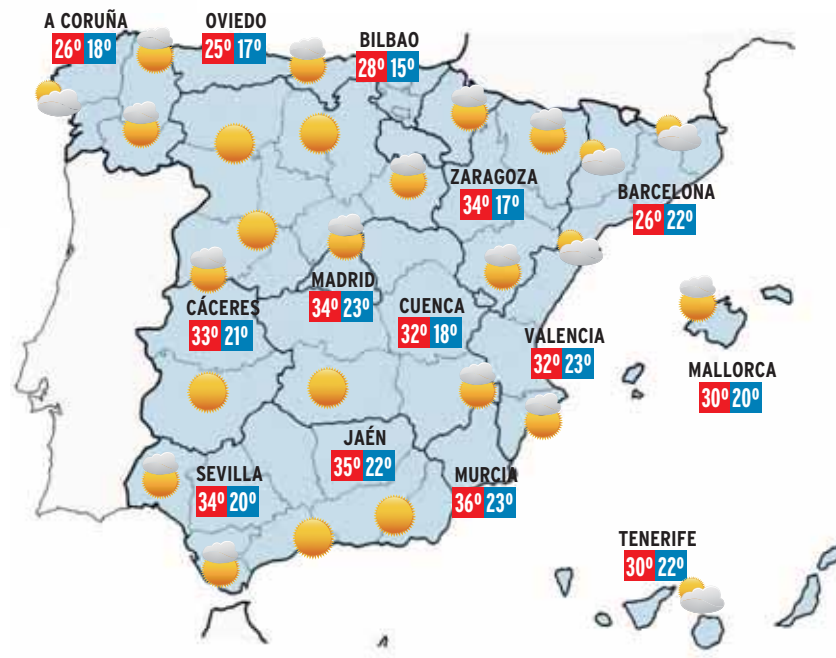 A CORUÑA
26º 18º
OVIEDO
25º 17º
BILBAO
28º 15º
ZARAGOZA
34º 17º
BARCELONA
26º 22º
MADRID
34º 23º
CÁCERES
33º 21º
CUENCA
32º 18º
VALENCIA
32º 23º
MALLORCA
30º 20º
JAÉN
35º 22º
SEVILLA
34º 20º
MURCIA
36º 23º
TENERIFE
30º 22º